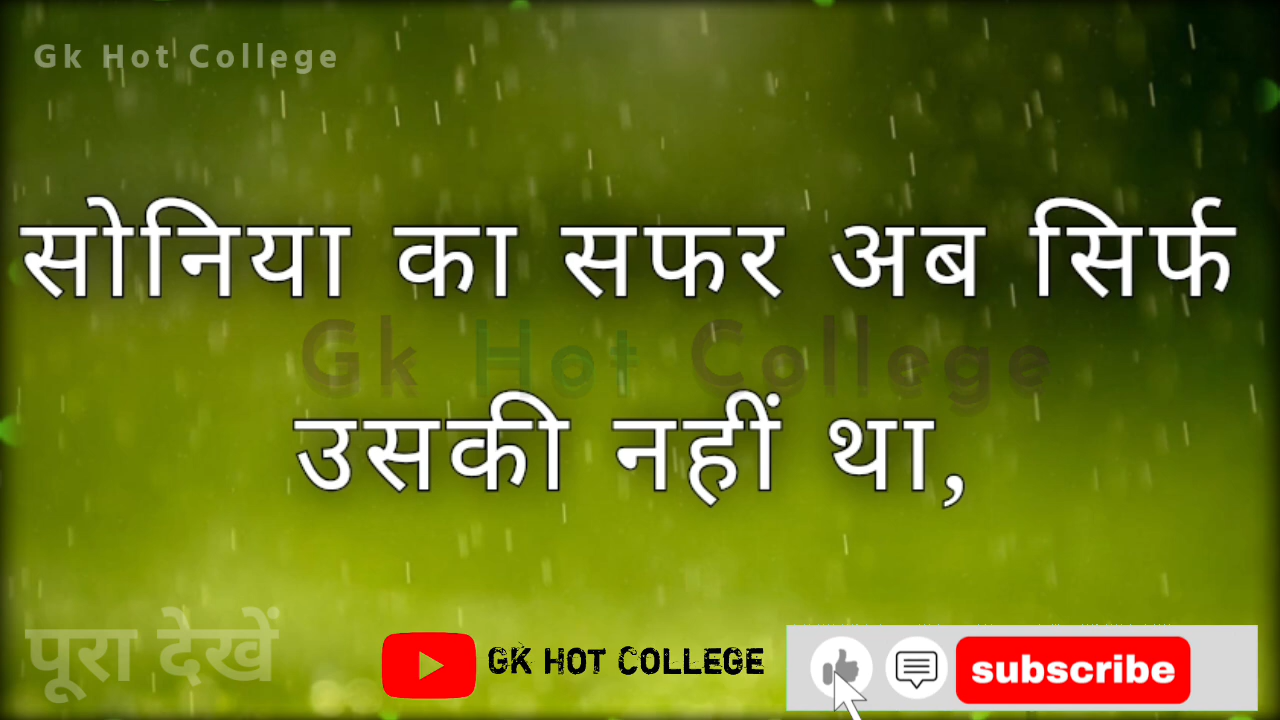 Gk Hot College
सोनिया का सफर अब सिर्फ
Gk Hot College
उसकी नहीं था,
पूरा देखें
GK HOT COLLEGE
subscribe